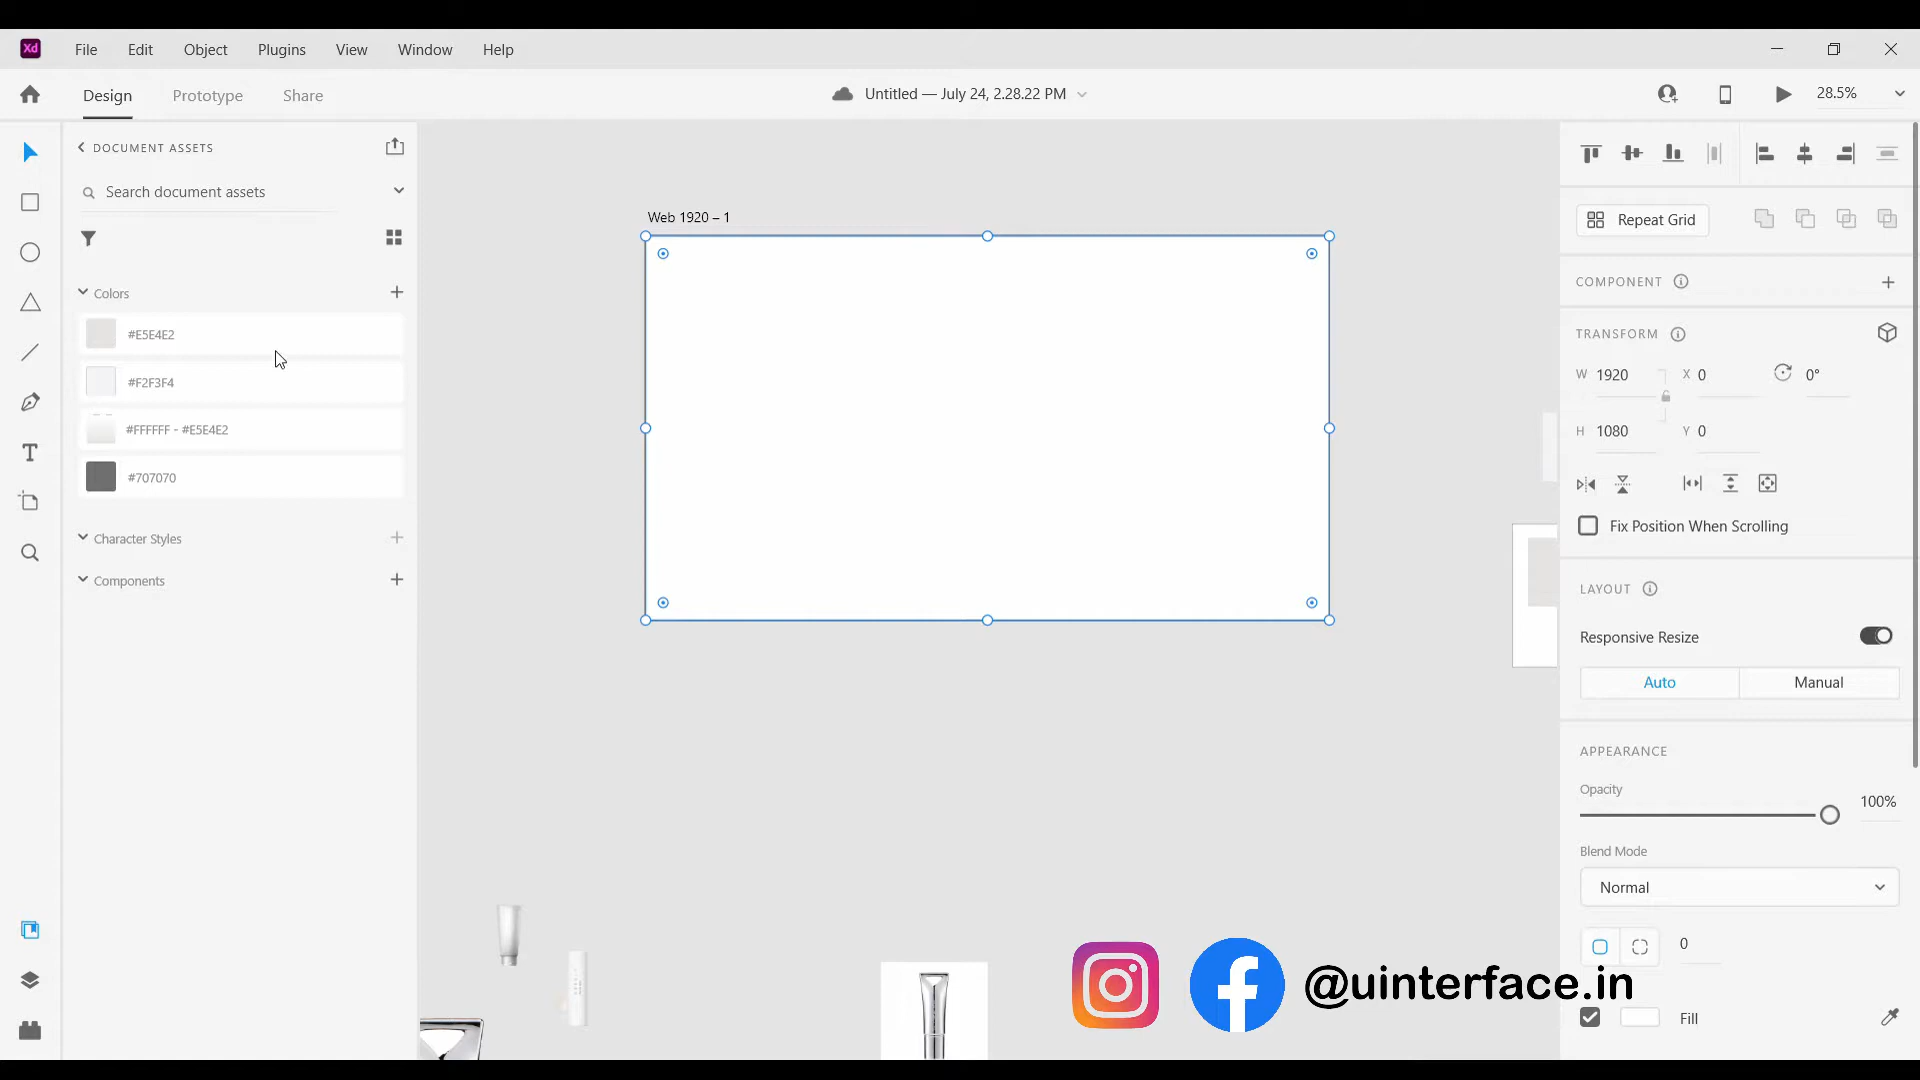 Xd File Edit Object Plugins View Window Help
Design Prototype Share Untitled — July 24, 2.28.22 PM 28.5%
DOCUMENT ASSETS
Search document assets
Colors
#E5E4E2
#F2F3F4
#FFFFFF - #E5E4E2
#707070
Character Styles
Components
Web 1920 – 1
Repeat Grid
COMPONENT
TRANSFORM
W 1920 X 0 0°
H 1080 Y 0
Fix Position When Scrolling
LAYOUT
Responsive Resize
Auto Manual
APPEARANCE
Opacity
100%
Blend Mode
Normal
0
@uinterface.in
Fill